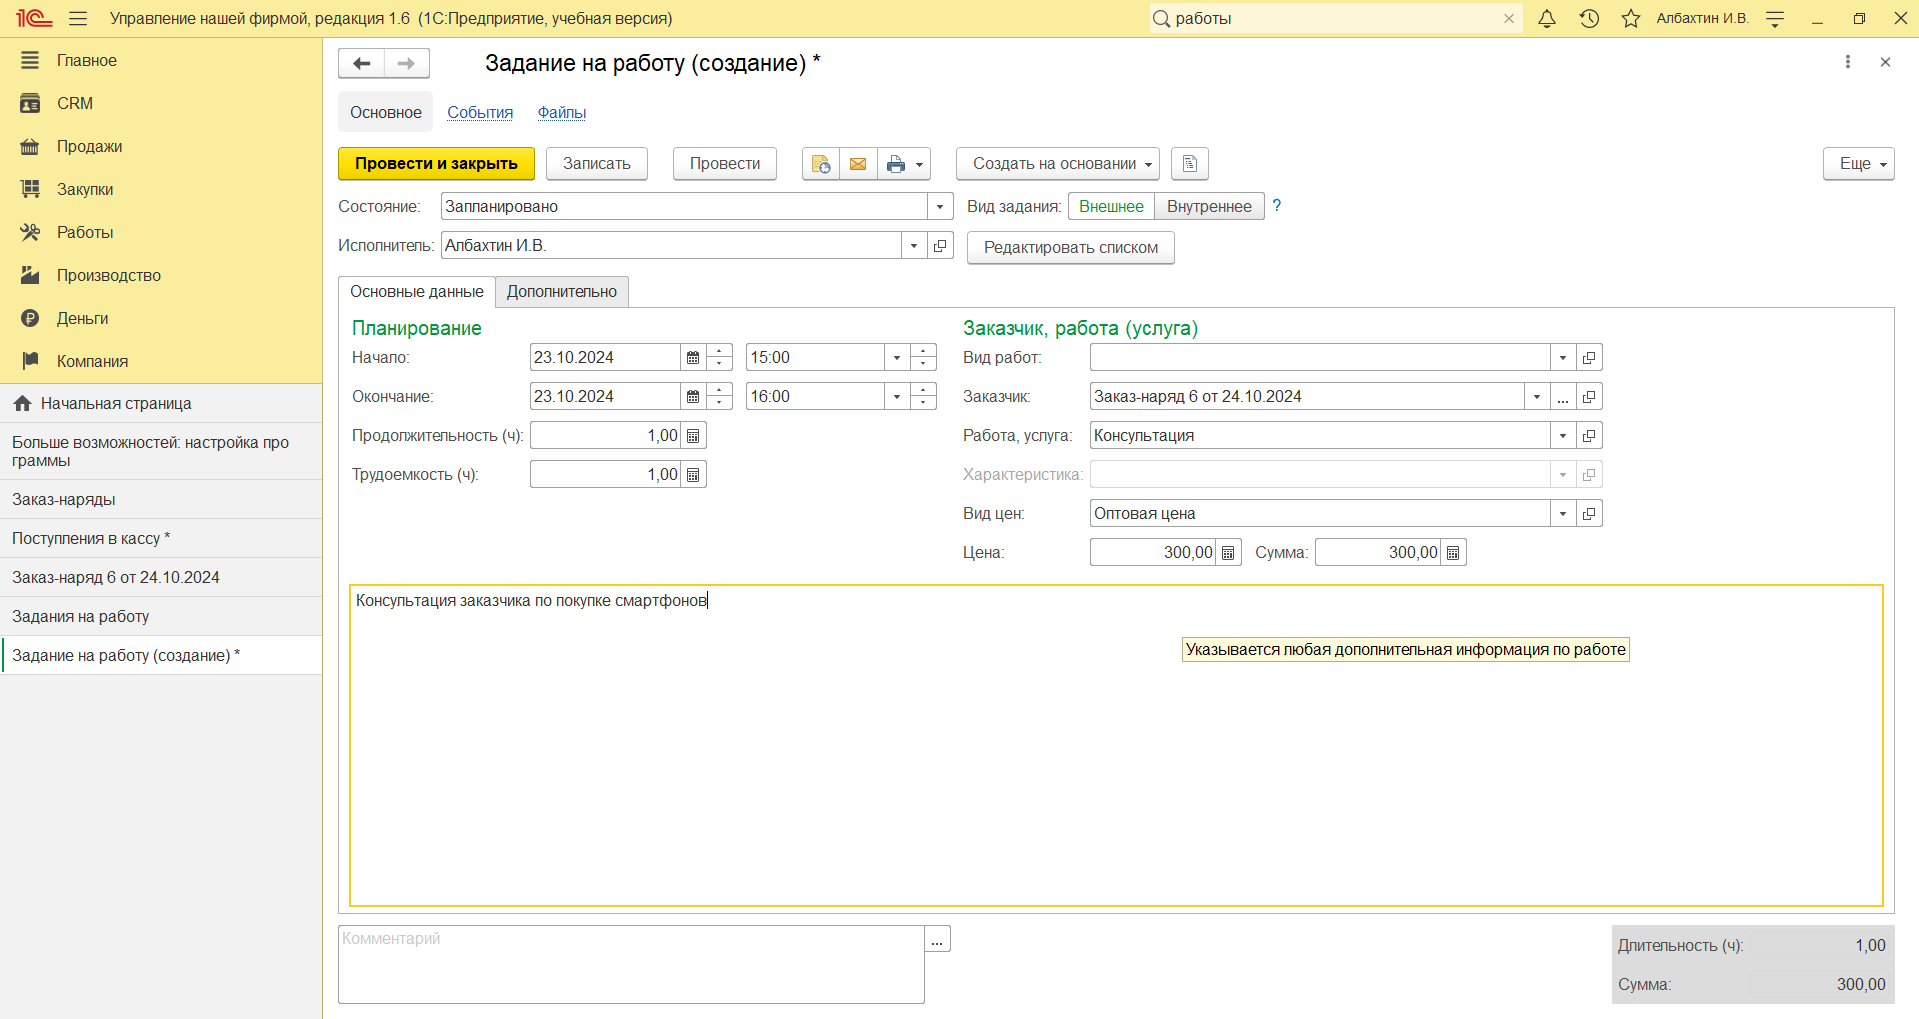 1С Управление нашей фирмой, редакция 1.6 (1С:Предприятие, учебная версия) работы Албахтин И.В.
Главное
CRM
Продажи
Закупки
Работы
Производство
Деньги
Компания
Начальная страница
Больше возможностей: настройка про
граммы
Заказ-наряды
Поступления в кассу *
Заказ-наряд 6 от 24.10.2024
Задания на работу
Задание на работу (создание) *
Задание на работу (создание) *
Основное События Файлы
Провести и закрыть Записать Провести Создать на основании Еще
Состояние: Запланировано Вид задания: Внешнее Внутреннее ?
Исполнитель: Албахтин И.В. Редактировать списком
Основные данные Дополнительно
Планирование
Начало: 23.10.2024 15:00
Окончание: 23.10.2024 16:00
Продолжительность (ч): 1,00
Трудоемкость (ч): 1,00
Заказчик, работа (услуга)
Вид работ:
Заказчик: Заказ-наряд 6 от 24.10.2024 ...
Работа, услуга: Консультация
Характеристика:
Вид цен: Оптовая цена
Цена: 300,00 Сумма: 300,00
Консультация заказчика по покупке смартфонов
Указывается любая дополнительная информация по работе
Комментарий ...
Длительность (ч): 1,00
Сумма: 300,00